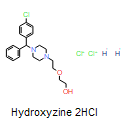 Cl
N
N
O
OH
Cl⁻ Cl⁻ H H
Hydroxyzine 2HCl